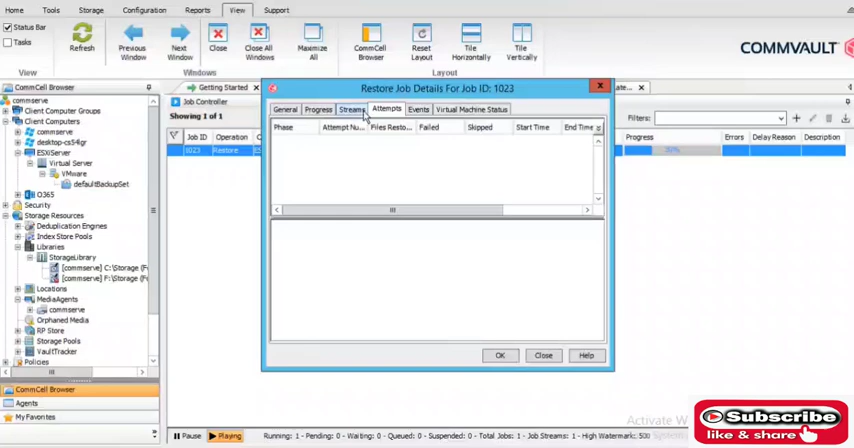 Home Tools Storage Configuration Reports View Support
Status Bar
Tasks
Refresh
Previous Window
Next Window
Close
Close All Windows
Maximize All
CommCell Browser
Reset Layout
Tile Horizontally
Tile Vertically
COMMVAULT
View Windows Layout
CommCell Browser
Getting Started
commserve
Client Computer Groups
Client Computers
commserve
desktop-cs54lgr
ESXiServer
Virtual Server
VMware
defaultBackupSet
O365
Security
Storage Resources
Deduplication Engines
Index Store Pools
Libraries
StorageLibrary
[commserve] C:\Storage (F
[commserve] F:\Storage (F
Locations
MediaAgents
commserve
Orphaned Media
RP Store
Storage Pools
VaultTracker
Policies
CommCell Browser
Agents
My Favorites
Job Controller
Showing 1 of 1
Filters:
Job ID Operation
Progress Errors Delay Reason Description
1023 Restore
Restore Job Details For Job ID: 1023
General Progress Streams Attempts Events Virtual Machine Status
Phase Attempt Nu... Files Resto... Failed Skipped Start Time End Time
OK Close Help
Pause Playing Running: 1 - Pending: 0 - Waiting: 0 - Queued: 0 - Suspended: 0 - Total Jobs: 1 - Job Streams: 1 - High Watermark: 500
Activate W
Subscribe
like & share